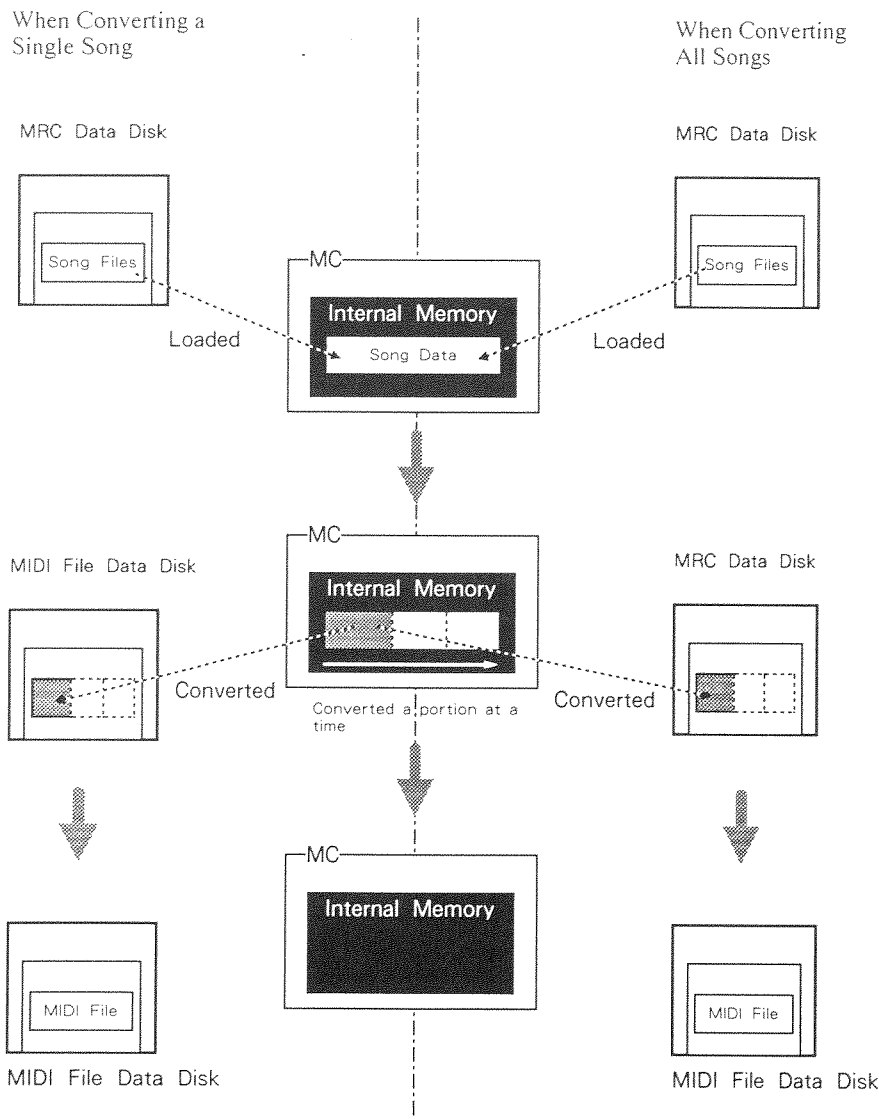 When Converting a
Single Song
When Converting
All Songs
MRC Data Disk
MRC Data Disk
Song Files
Song Files
MC
Internal Memory
Song Data
Loaded
Loaded
MC
Internal Memory
MIDI File Data Disk
MRC Data Disk
Converted
Converted
Converted a portion at a
time
MC
Internal Memory
MIDI File
MIDI File
MIDI File Data Disk
MIDI File Data Disk